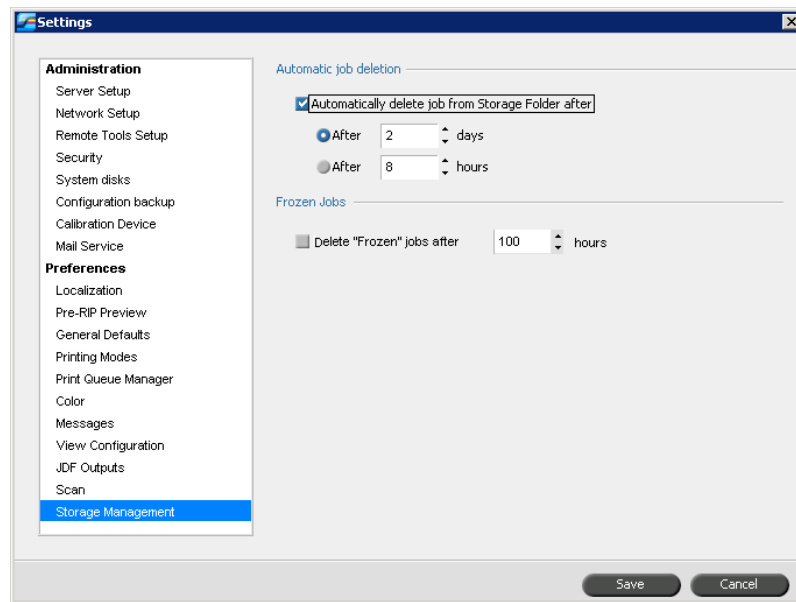 Settings
Administration
Server Setup
Network Setup
Remote Tools Setup
Security
System disks
Configuration backup
Calibration Device
Mail Service
Preferences
Localization
Pre-RIP Preview
General Defaults
Printing Modes
Print Queue Manager
Color
Messages
View Configuration
JDF Outputs
Scan
Storage Management
Automatic job deletion
Automatically delete job from Storage Folder after
After 2 days
After 8 hours
Frozen Jobs
Delete "Frozen" jobs after 100 hours
Save Cancel